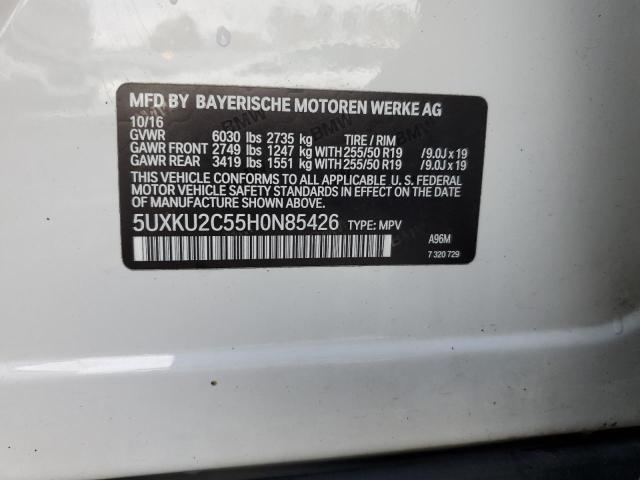 MFD BY BAYERISCHE MOTOREN WERKE AG
10/16
GVWR 6030 lbs 2735 kg TIRE / RIM
GAWR FRONT 2749 lbs 1247 kg WITH 255/50 R19 /9.0J x 19
GAWR REAR 3419 lbs 1551 kg WITH 255/50 R19 /9.0J x 19
THIS VEHICLE CONFORMS TO ALL APPLICABLE U. S. FEDERAL
MOTOR VEHICLE SAFETY STANDARDS IN EFFECT ON THE DATE
OF MANUFACTURE SHOWN ABOVE.
5UXKU2C55H0N85426 TYPE: MPV
A96M
7 320 729